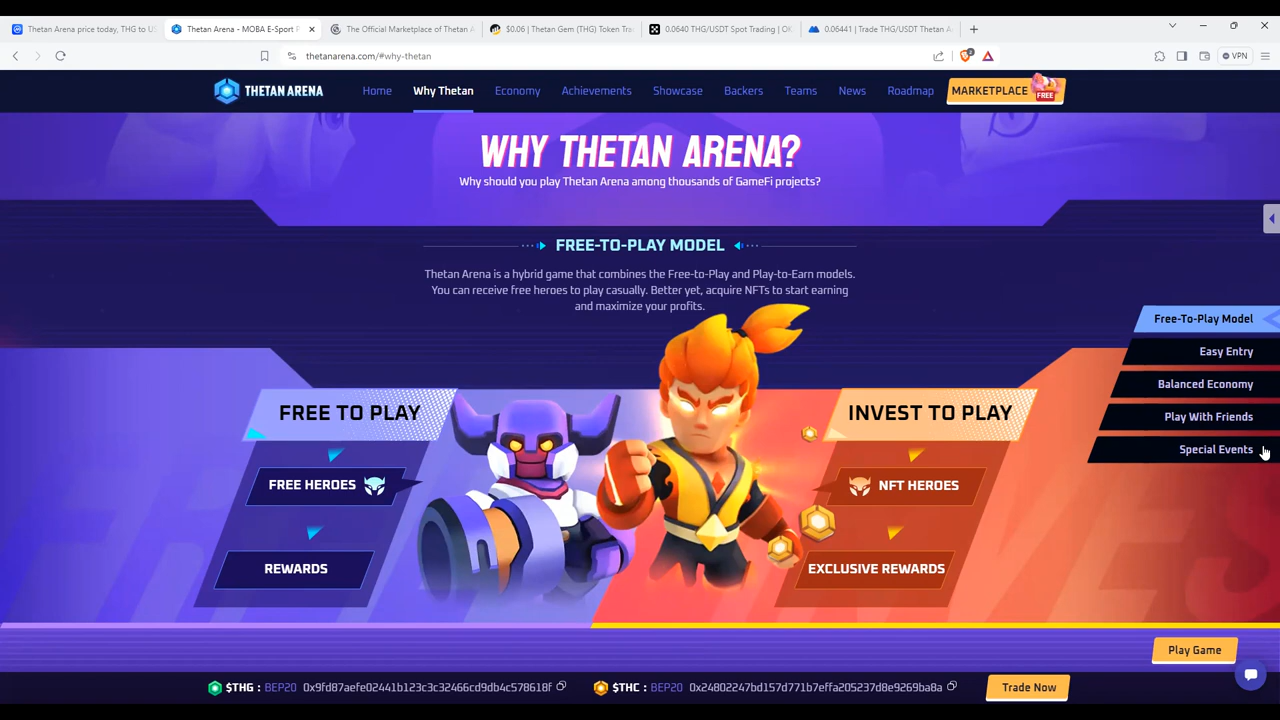 Thetan Arena price today, THG to US
Thetan Arena - MOBA E-Sport F
The Official Marketplace of Thetan A
$0.06 | Thetan Gem (THG) Token Tra
0.0640 THG/USDT Spot Trading | OK
0.06441 | Trade THG/USDT Thetan A
thetanarena.com/#why-thetan
VPN
THETAN ARENA
Home
Why Thetan
Economy
Achievements
Showcase
Backers
Teams
News
Roadmap
MARKETPLACE
FREE
WHY THETAN ARENA?
Why should you play Thetan Arena among thousands of GameFi projects?
FREE-TO-PLAY MODEL
Thetan Arena is a hybrid game that combines the Free-to-Play and Play-to-Earn models.
You can receive free heroes to play casually. Better yet, acquire NFTs to start earning
and maximize your profits.
Free-To-Play Model
Easy Entry
Balanced Economy
Play With Friends
Special Events
FREE TO PLAY
FREE HEROES
REWARDS
INVEST TO PLAY
NFT HEROES
EXCLUSIVE REWARDS
Play Game
$THG : BEP20 0x9fd87aefe02441b123c3c32466cd9db4c578618f
$THC : BEP20 0x24802247bd157d771b7effa205237d8e9269ba8a
Trade Now